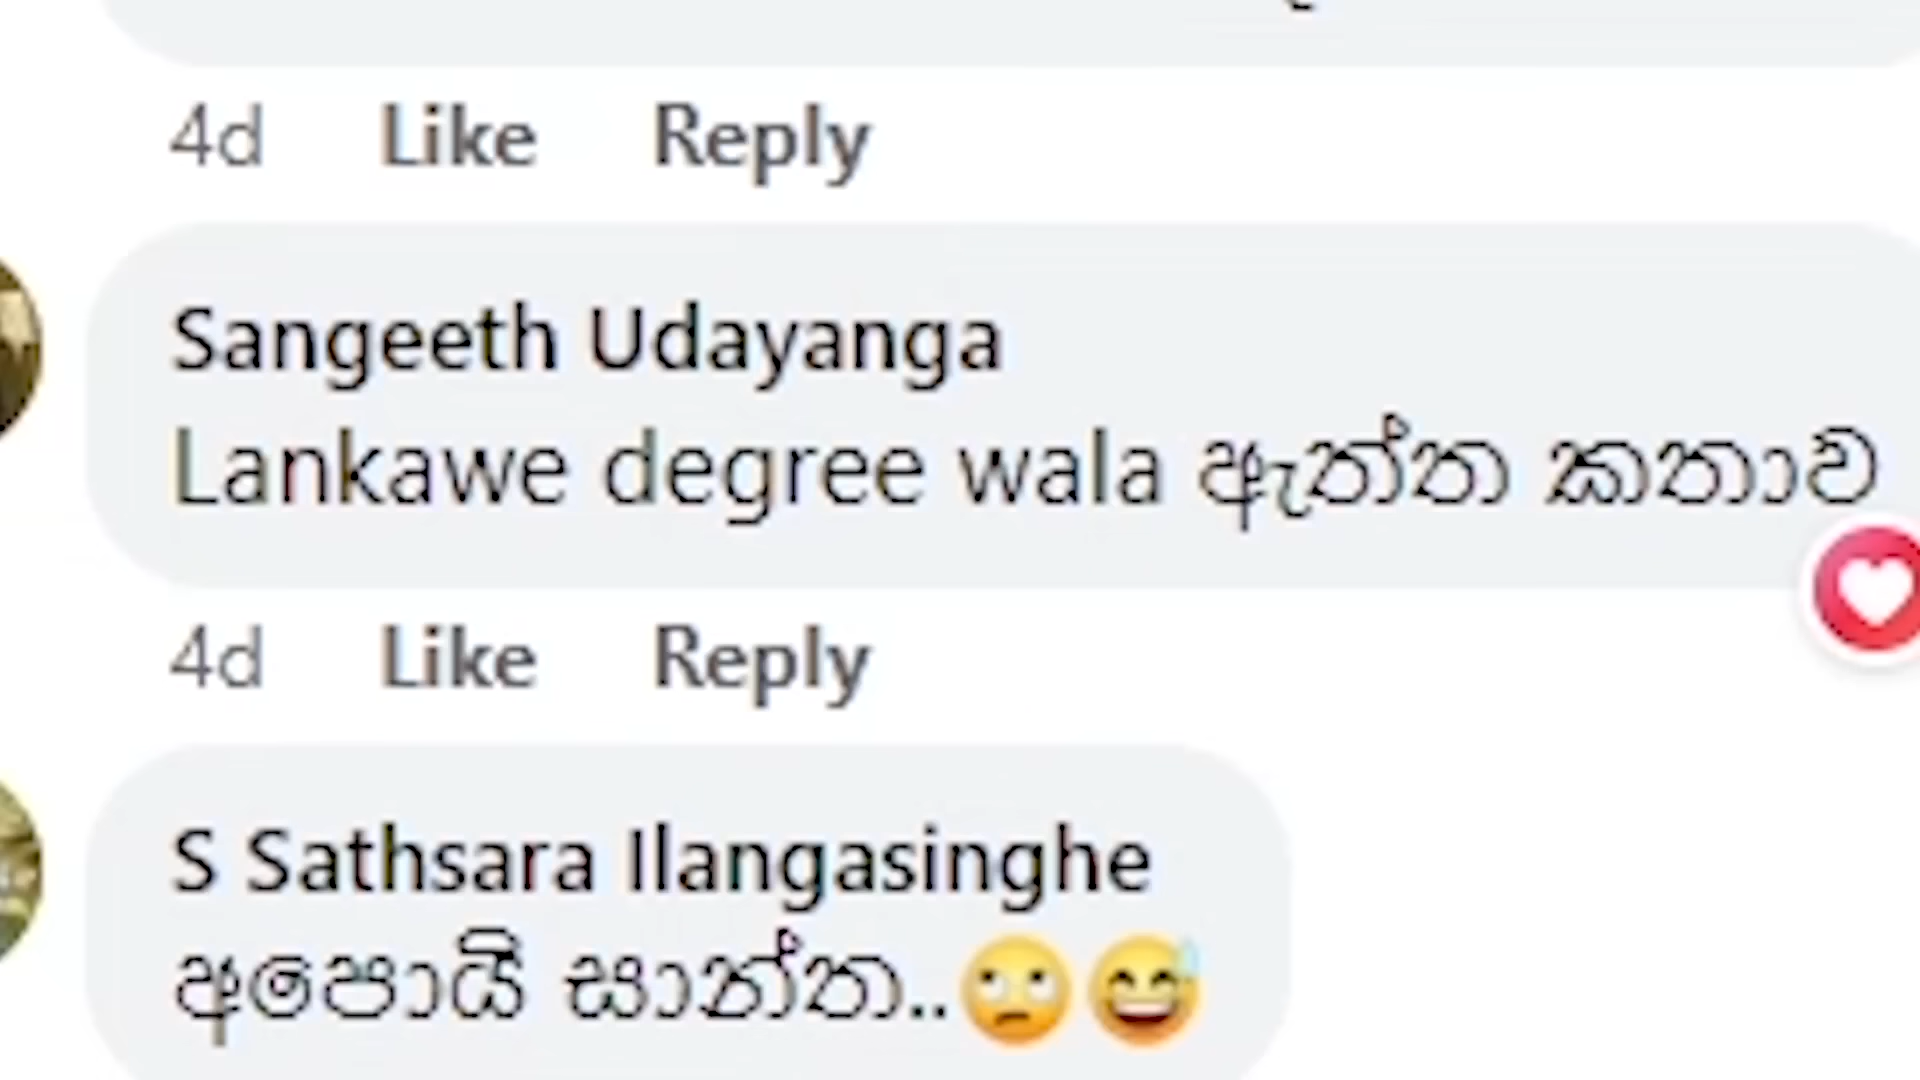 4d Like Reply
Sangeeth Udayanga
Lankawe degree wala ඇත්ත කතාව
4d Like Reply
S Sathsara Ilangasinghe
අපොයි සාන්ත..🙄😅